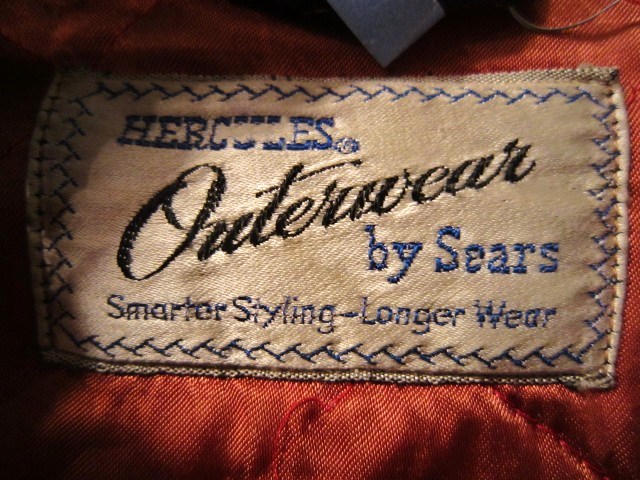 HERCULES®
Outerwear
by Sears
Smarter Styling-Longer Wear